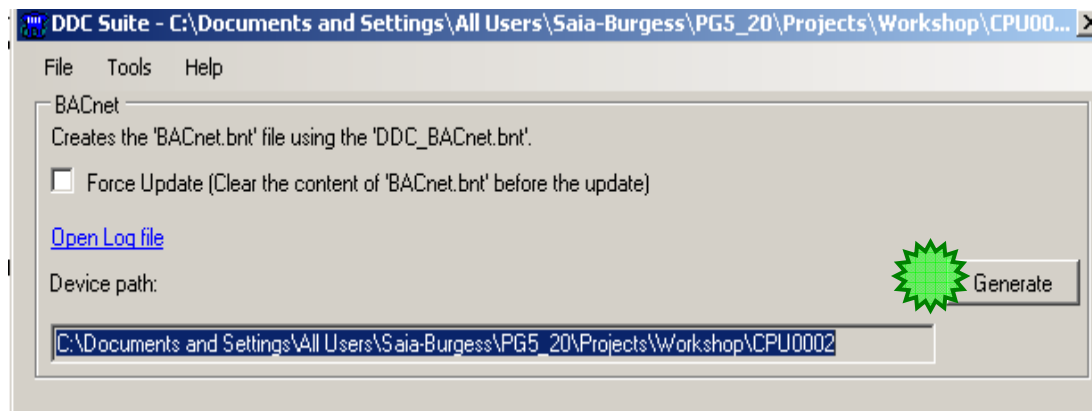 DDC Suite - C:\Documents and Settings\All Users\Saia-Burgess\PG5_20\Projects\Workshop\CPU00...
File Tools Help
BACnet
Creates the 'BACnet.bnt' file using the 'DDC_BACnet.bnt'.
Force Update (Clear the content of 'BACnet.bnt' before the update)
Open Log file
Device path:
Generate
C:\Documents and Settings\All Users\Saia-Burgess\PG5_20\Projects\Workshop\CPU0002